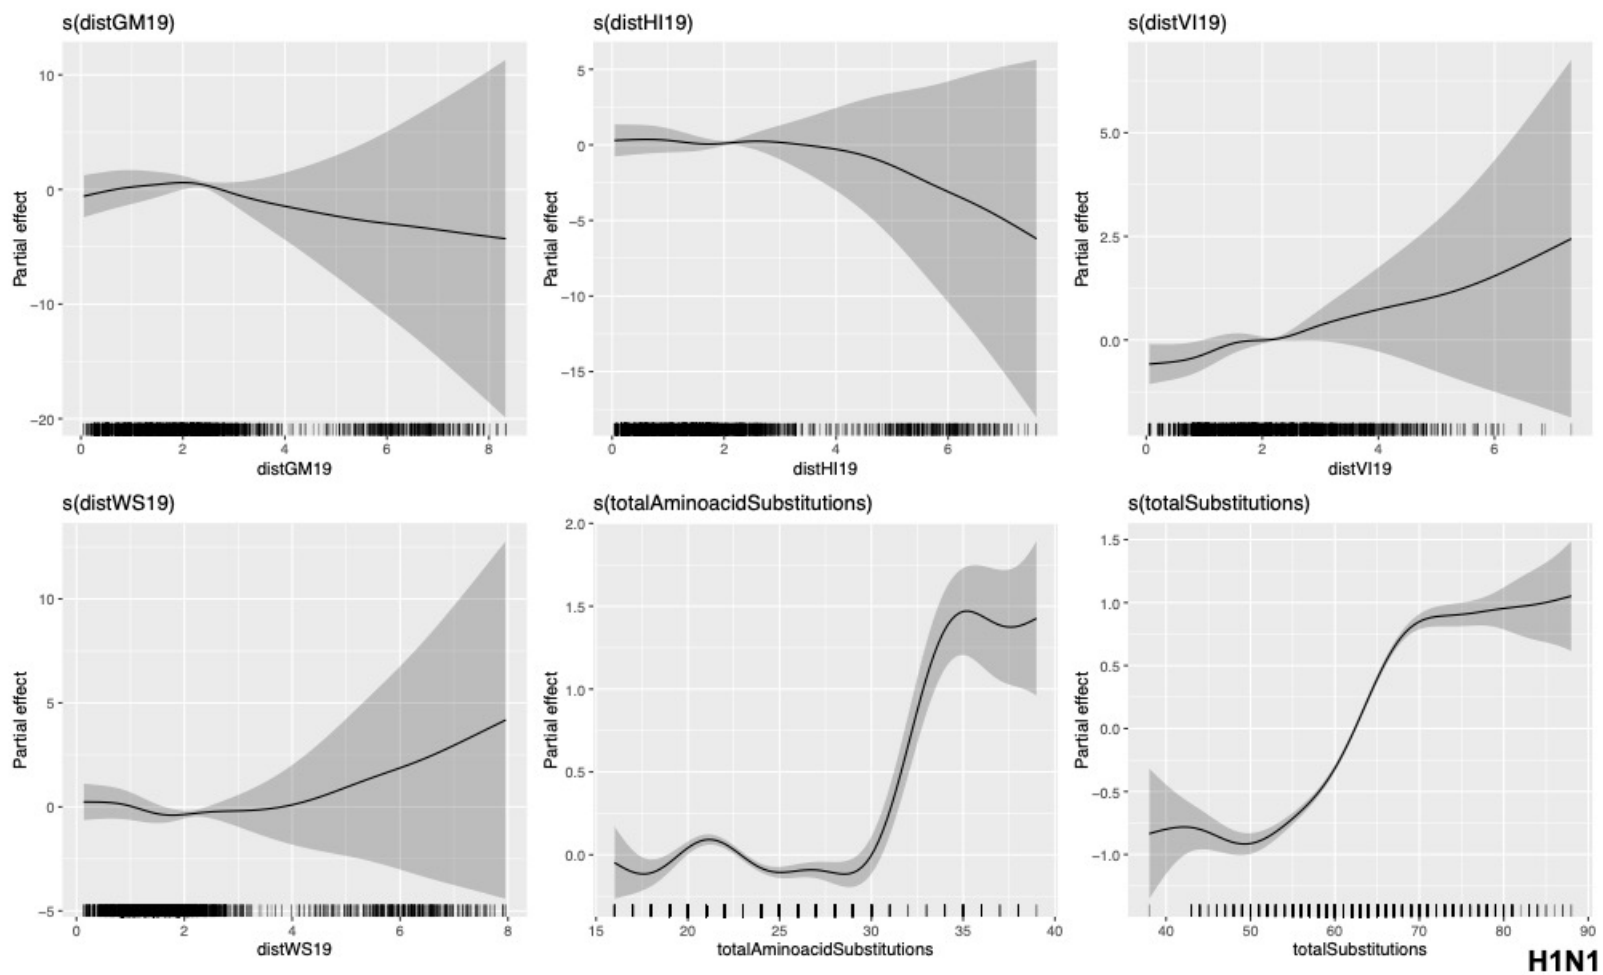 s(distGM19)
10
0
−10
−20
Partial effect
0 2 4 6 8
distGM19
s(distHI19)
5
0
−5
−10
−15
Partial effect
0 2 4 6
distHI19
s(distVI19)
5.0
2.5
0.0
Partial effect
0 2 4 6
distVI19
s(distWS19)
10
5
0
−5
Partial effect
0 2 4 6 8
distWS19
s(totalAminoacidSubstitutions)
2.0
1.5
1.0
0.5
0.0
Partial effect
15 20 25 30 35 40
totalAminoacidSubstitutions
s(totalSubstitutions)
1.5
1.0
0.5
0.0
−0.5
−1.0
Partial effect
40 50 60 70 80 90
totalSubstitutions
H1N1